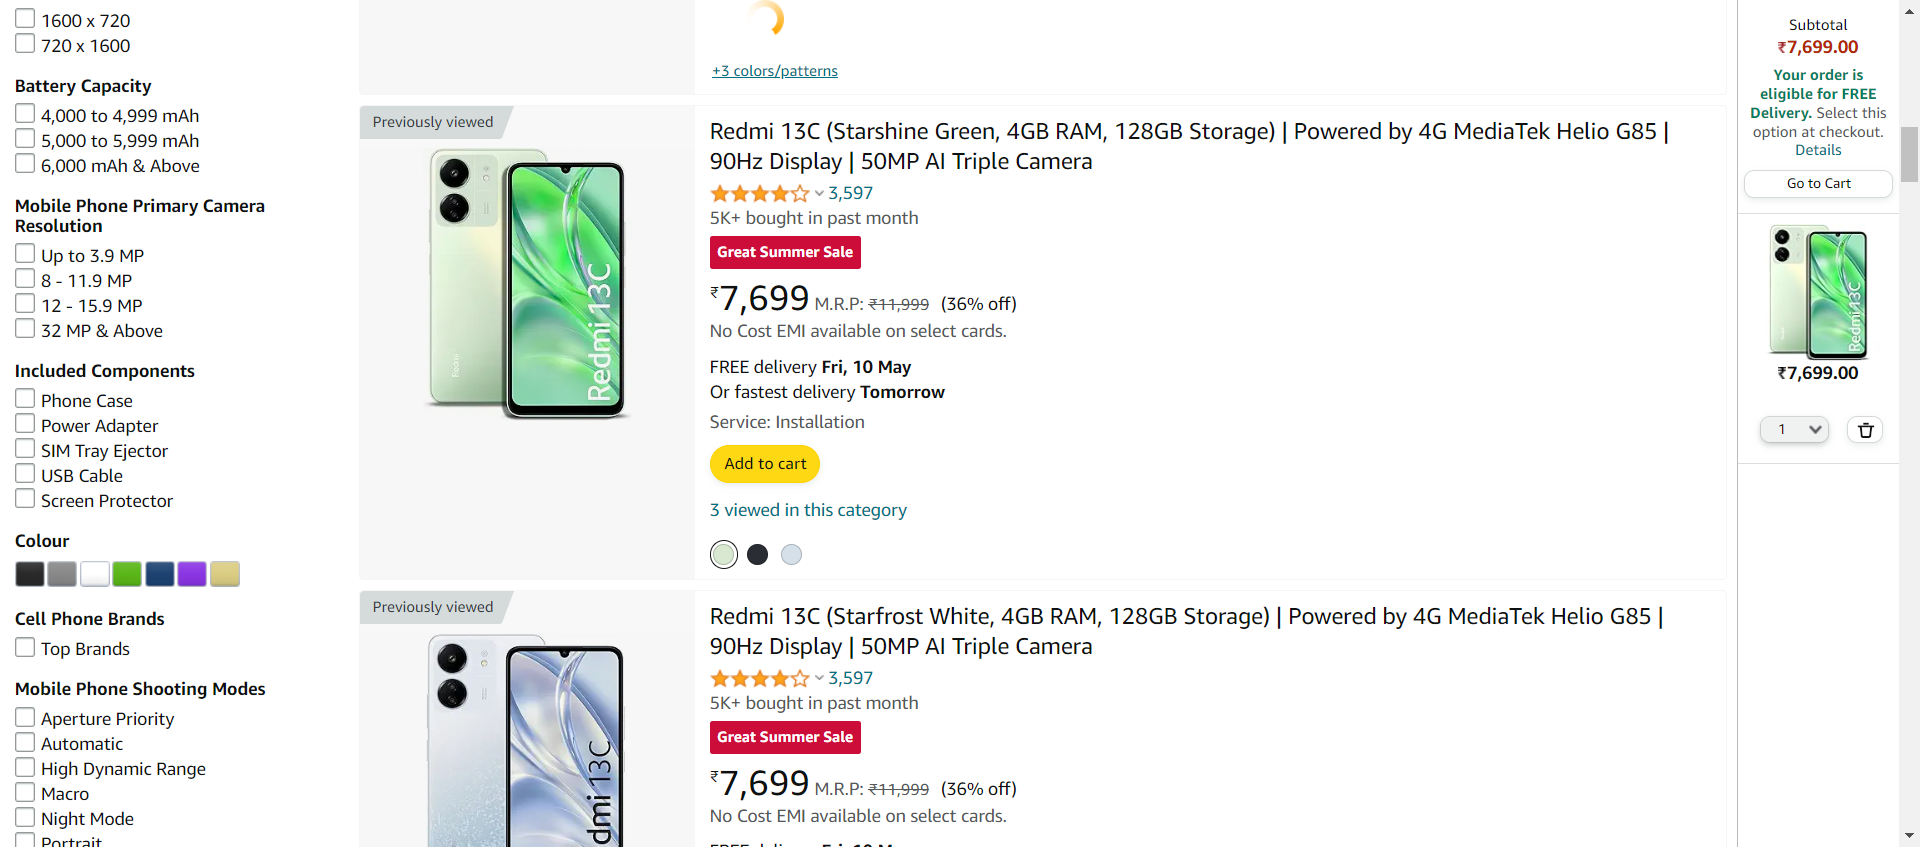 1600 x 720
720 x 1600
Battery Capacity
4,000 to 4,999 mAh
5,000 to 5,999 mAh
6,000 mAh & Above
Mobile Phone Primary Camera
Resolution
Up to 3.9 MP
8 - 11.9 MP
12 - 15.9 MP
32 MP & Above
Included Components
Phone Case
Power Adapter
SIM Tray Ejector
USB Cable
Screen Protector
Colour
Cell Phone Brands
Top Brands
Mobile Phone Shooting Modes
Aperture Priority
Automatic
High Dynamic Range
Macro
Night Mode
Portrait
+3 colors/patterns
Previously viewed
Redmi
Redmi 13C
Redmi 13C (Starshine Green, 4GB RAM, 128GB Storage) | Powered by 4G MediaTek Helio G85 |
90Hz Display | 50MP AI Triple Camera
3,597
5K+ bought in past month
Great Summer Sale
₹7,699 M.R.P: ₹11,999 (36% off)
No Cost EMI available on select cards.
FREE delivery Fri, 10 May
Or fastest delivery Tomorrow
Service: Installation
Add to cart
3 viewed in this category
Previously viewed
dmi 13C
Redmi 13C (Starfrost White, 4GB RAM, 128GB Storage) | Powered by 4G MediaTek Helio G85 |
90Hz Display | 50MP AI Triple Camera
3,597
5K+ bought in past month
Great Summer Sale
₹7,699 M.R.P: ₹11,999 (36% off)
No Cost EMI available on select cards.
Subtotal
₹7,699.00
Your order is
eligible for FREE
Delivery. Select this
option at checkout.
Details
Go to Cart
Redmi 13C
₹7,699.00
1